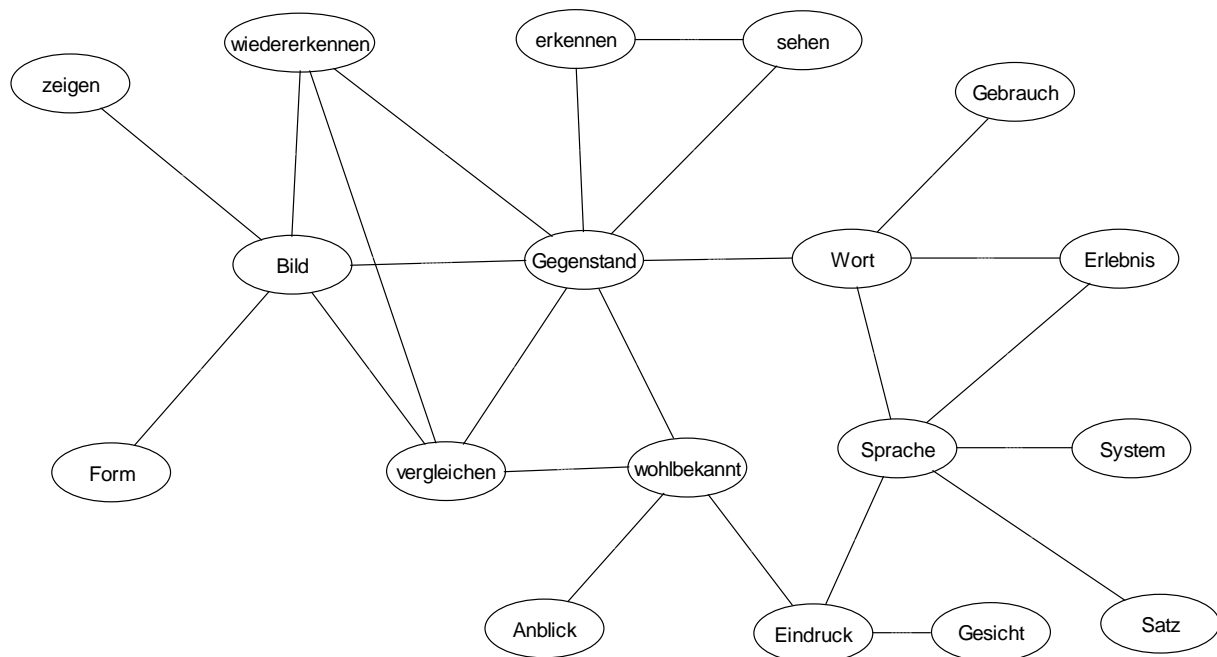 wiedererkennen
erkennen
sehen
zeigen
Gebrauch
Bild
Gegenstand
Wort
Erlebnis
Form
vergleichen
wohlbekannt
Sprache
System
Anblick
Eindruck
Gesicht
Satz